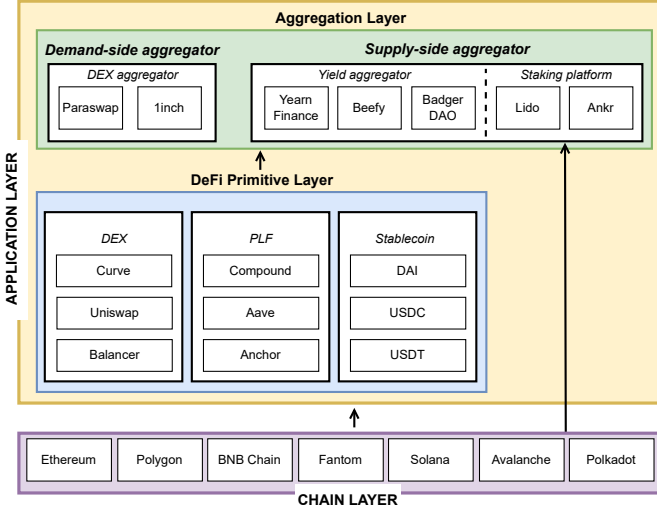 Aggregation Layer
Demand-side aggregator
Supply-side aggregator
DEX aggregator
Paraswap
1inch
Yield aggregator
Staking platform
Yearn
Finance
Beefy
Badger
DAO
Lido
Ankr
APPLICATION LAYER
DeFi Primitive Layer
DEX
Curve
Uniswap
Balancer
PLF
Compound
Aave
Anchor
Stablecoin
DAI
USDC
USDT
Ethereum
Polygon
BNB Chain
Fantom
Solana
Avalanche
Polkadot
CHAIN LAYER